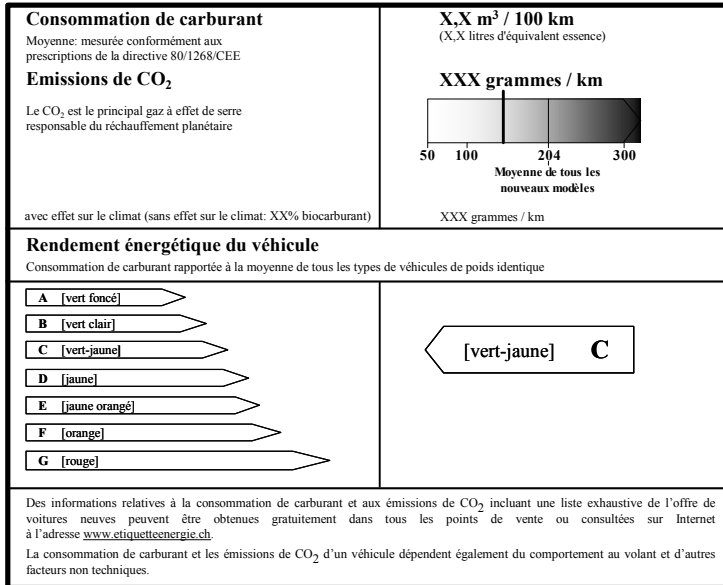 Consommation de carburant
Moyenne: mesurée conformément aux
prescriptions de la directive 80/1268/CEE
X,X m³ / 100 km
(X,X litres d'équivalent essence)
Emissions de CO₂
XXX grammes / km
Le CO₂ est le principal gaz à effet de serre
responsable du réchauffement planétaire
50 100 204 300
Moyenne de tous les
nouveaux modèles
avec effet sur le climat (sans effet sur le climat: XX% biocarburant)
XXX grammes / km
Rendement énergétique du véhicule
Consommation de carburant rapportée à la moyenne de tous les types de véhicules de poids identique
A [vert foncé]
B [vert clair]
C [vert-jaune]
D [jaune]
E [jaune orangé]
F [orange]
G [rouge]
[vert-jaune] C
Des informations relatives à la consommation de carburant et aux émissions de CO₂ incluant une liste exhaustive de l'offre de
voitures neuves peuvent être obtenues gratuitement dans tous les points de vente ou consultées sur Internet
à l'adresse www.etiquetteenergie.ch.
La consommation de carburant et les émissions de CO₂ d'un véhicule dépendent également du comportement au volant et d'autres
facteurs non techniques.